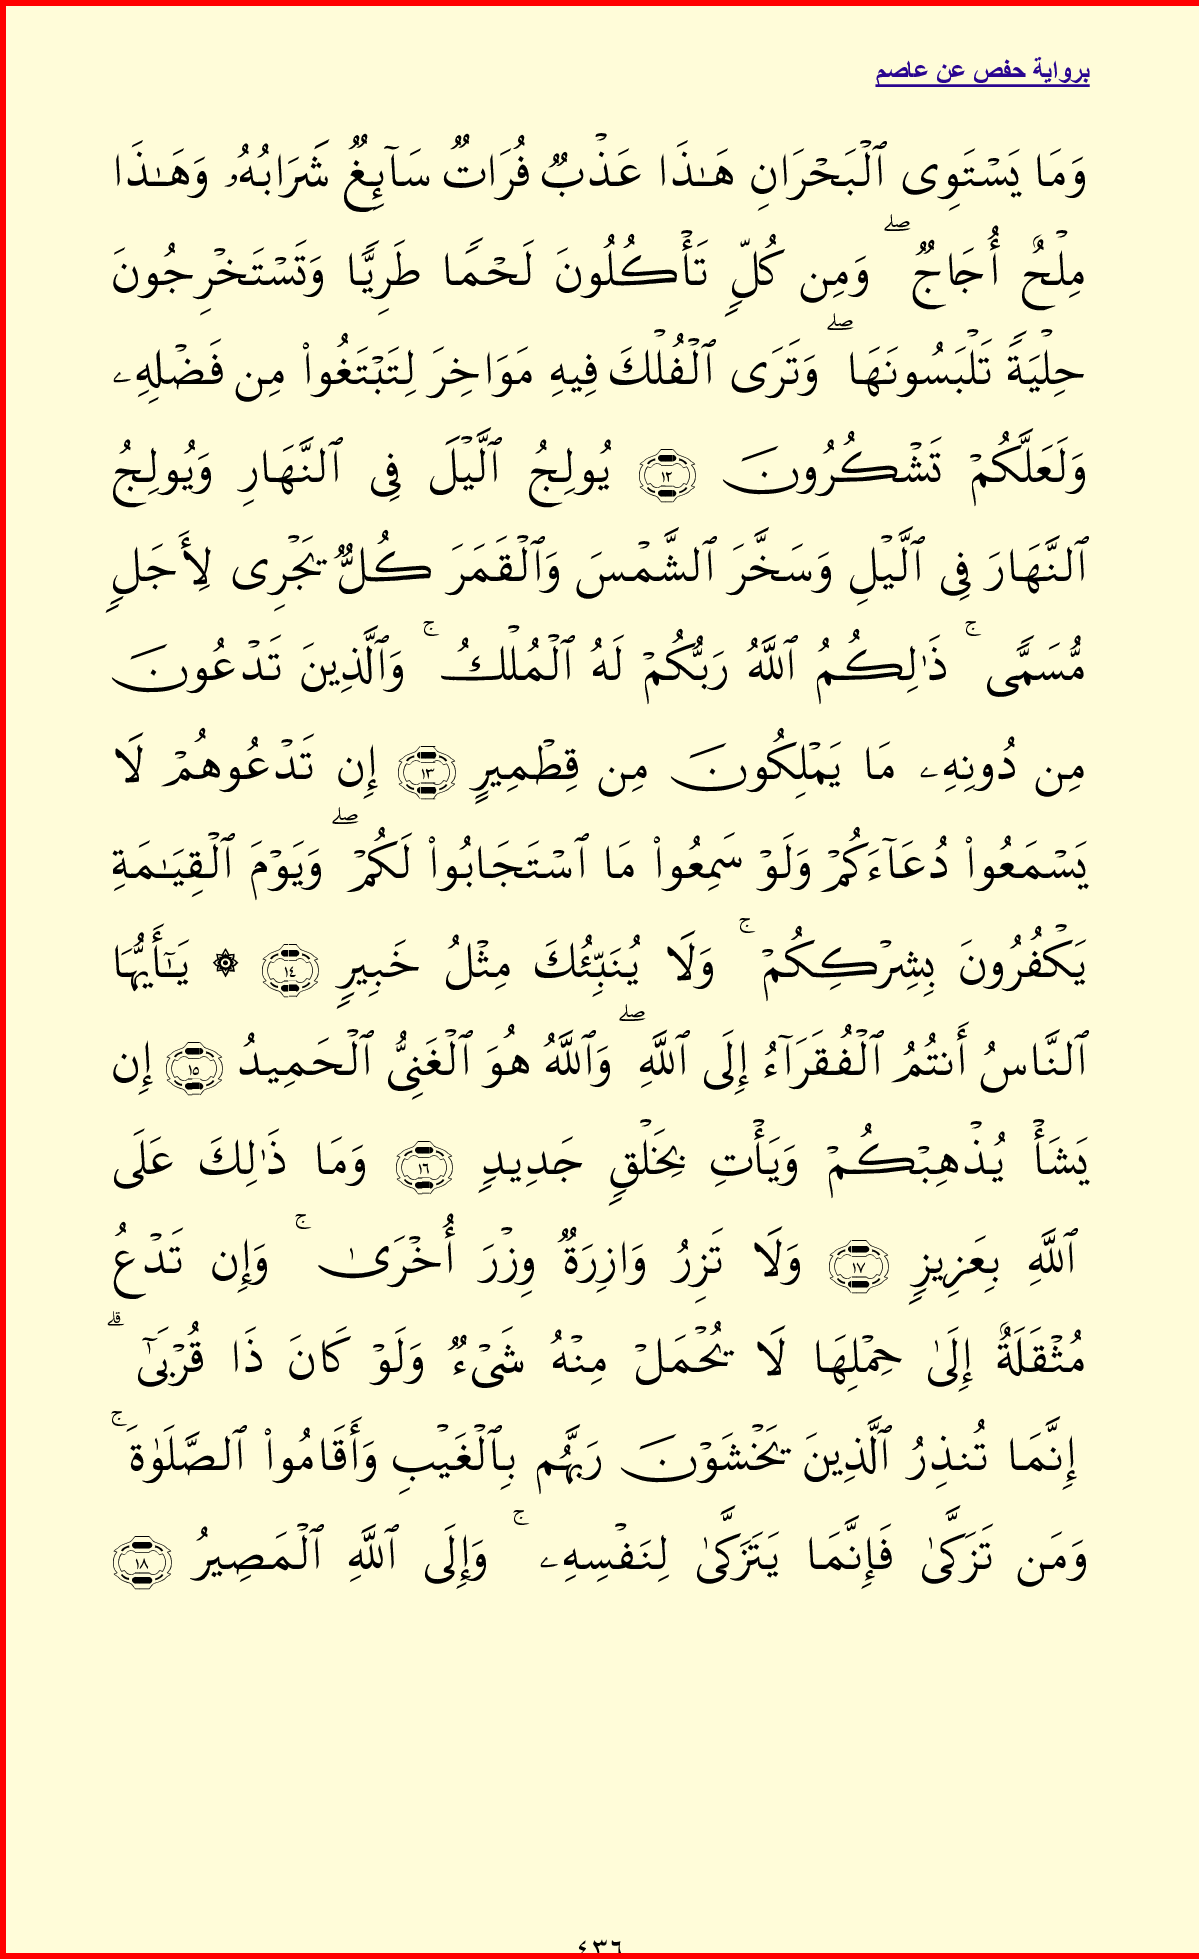 برواية حفص عن عاصم
وَمَا يَسۡتَوِي ٱلۡبَحۡرَانِ هَٰذَا عَذۡبٞ فُرَاتٞ سَآئِغٞ شَرَابُهُۥ وَهَٰذَا
مِلۡحٌ أُجَاجٞۖ وَمِن كُلّٖ تَأۡكُلُونَ لَحۡمٗا طَرِيّٗا وَتَسۡتَخۡرِجُونَ
حِلۡيَةٗ تَلۡبَسُونَهَاۖ وَتَرَى ٱلۡفُلۡكَ فِيهِ مَوَاخِرَ لِتَبۡتَغُواْ مِن فَضۡلِهِۦ
وَلَعَلَّكُمۡ تَشۡكُرُونَ ١٢ يُولِجُ ٱلَّيۡلَ فِي ٱلنَّهَارِ وَيُولِجُ
ٱلنَّهَارَ فِي ٱلَّيۡلِ وَسَخَّرَ ٱلشَّمۡسَ وَٱلۡقَمَرَ كُلّٞ يَجۡرِي لِأَجَلٖ
مُّسَمّٗىۚ ذَٰلِكُمُ ٱللَّهُ رَبُّكُمۡ لَهُ ٱلۡمُلۡكُۚ وَٱلَّذِينَ تَدۡعُونَ
مِن دُونِهِۦ مَا يَمۡلِكُونَ مِن قِطۡمِيرٍ ١٣ إِن تَدۡعُوهُمۡ لَا
يَسۡمَعُواْ دُعَآءَكُمۡ وَلَوۡ سَمِعُواْ مَا ٱسۡتَجَابُواْ لَكُمۡۖ وَيَوۡمَ ٱلۡقِيَٰمَةِ
يَكۡفُرُونَ بِشِرۡكِكُمۡۚ وَلَا يُنَبِّئُكَ مِثۡلُ خَبِيرٖ ١٤ ۞ يَٰٓأَيُّهَا
ٱلنَّاسُ أَنتُمُ ٱلۡفُقَرَآءُ إِلَى ٱللَّهِۖ وَٱللَّهُ هُوَ ٱلۡغَنِيُّ ٱلۡحَمِيدُ ١٥ إِن
يَشَأۡ يُذۡهِبۡكُمۡ وَيَأۡتِ بِخَلۡقٖ جَدِيدٖ ١٦ وَمَا ذَٰلِكَ عَلَى
ٱللَّهِ بِعَزِيزٖ ١٧ وَلَا تَزِرُ وَازِرَةٞ وِزۡرَ أُخۡرَىٰۚ وَإِن تَدۡعُ
مُثۡقَلَةٌ إِلَىٰ حِمۡلِهَا لَا يُحۡمَلۡ مِنۡهُ شَيۡءٞ وَلَوۡ كَانَ ذَا قُرۡبَىٰٓۗ
إِنَّمَا تُنذِرُ ٱلَّذِينَ يَخۡشَوۡنَ رَبَّهُم بِٱلۡغَيۡبِ وَأَقَامُواْ ٱلصَّلَوٰةَۚ
وَمَن تَزَكَّىٰ فَإِنَّمَا يَتَزَكَّىٰ لِنَفۡسِهِۦۚ وَإِلَى ٱللَّهِ ٱلۡمَصِيرُ ١٨
٤٣٦